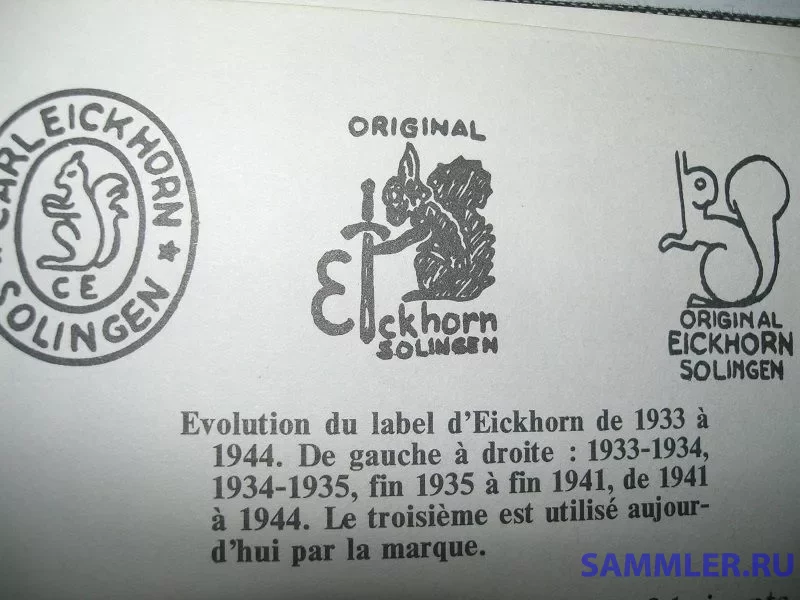 CARL EICKHORN
CE
SOLINGEN
ORIGINAL
Eickhorn
SOLINGEN
ORIGINAL
EICKHORN
SOLINGEN
Evolution du label d'Eickhorn de 1933 à
1944. De gauche à droite : 1933-1934,
1934-1935, fin 1935 à fin 1941, de 1941
à 1944. Le troisième est utilisé aujour-
d'hui par la marque.
SAMMLER.RU